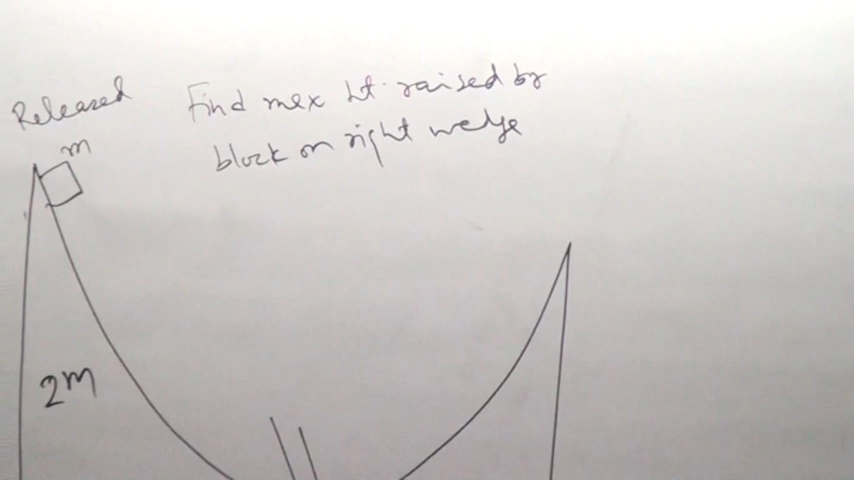 Released
Find max ht. raised by
block on right wedge
m
2m